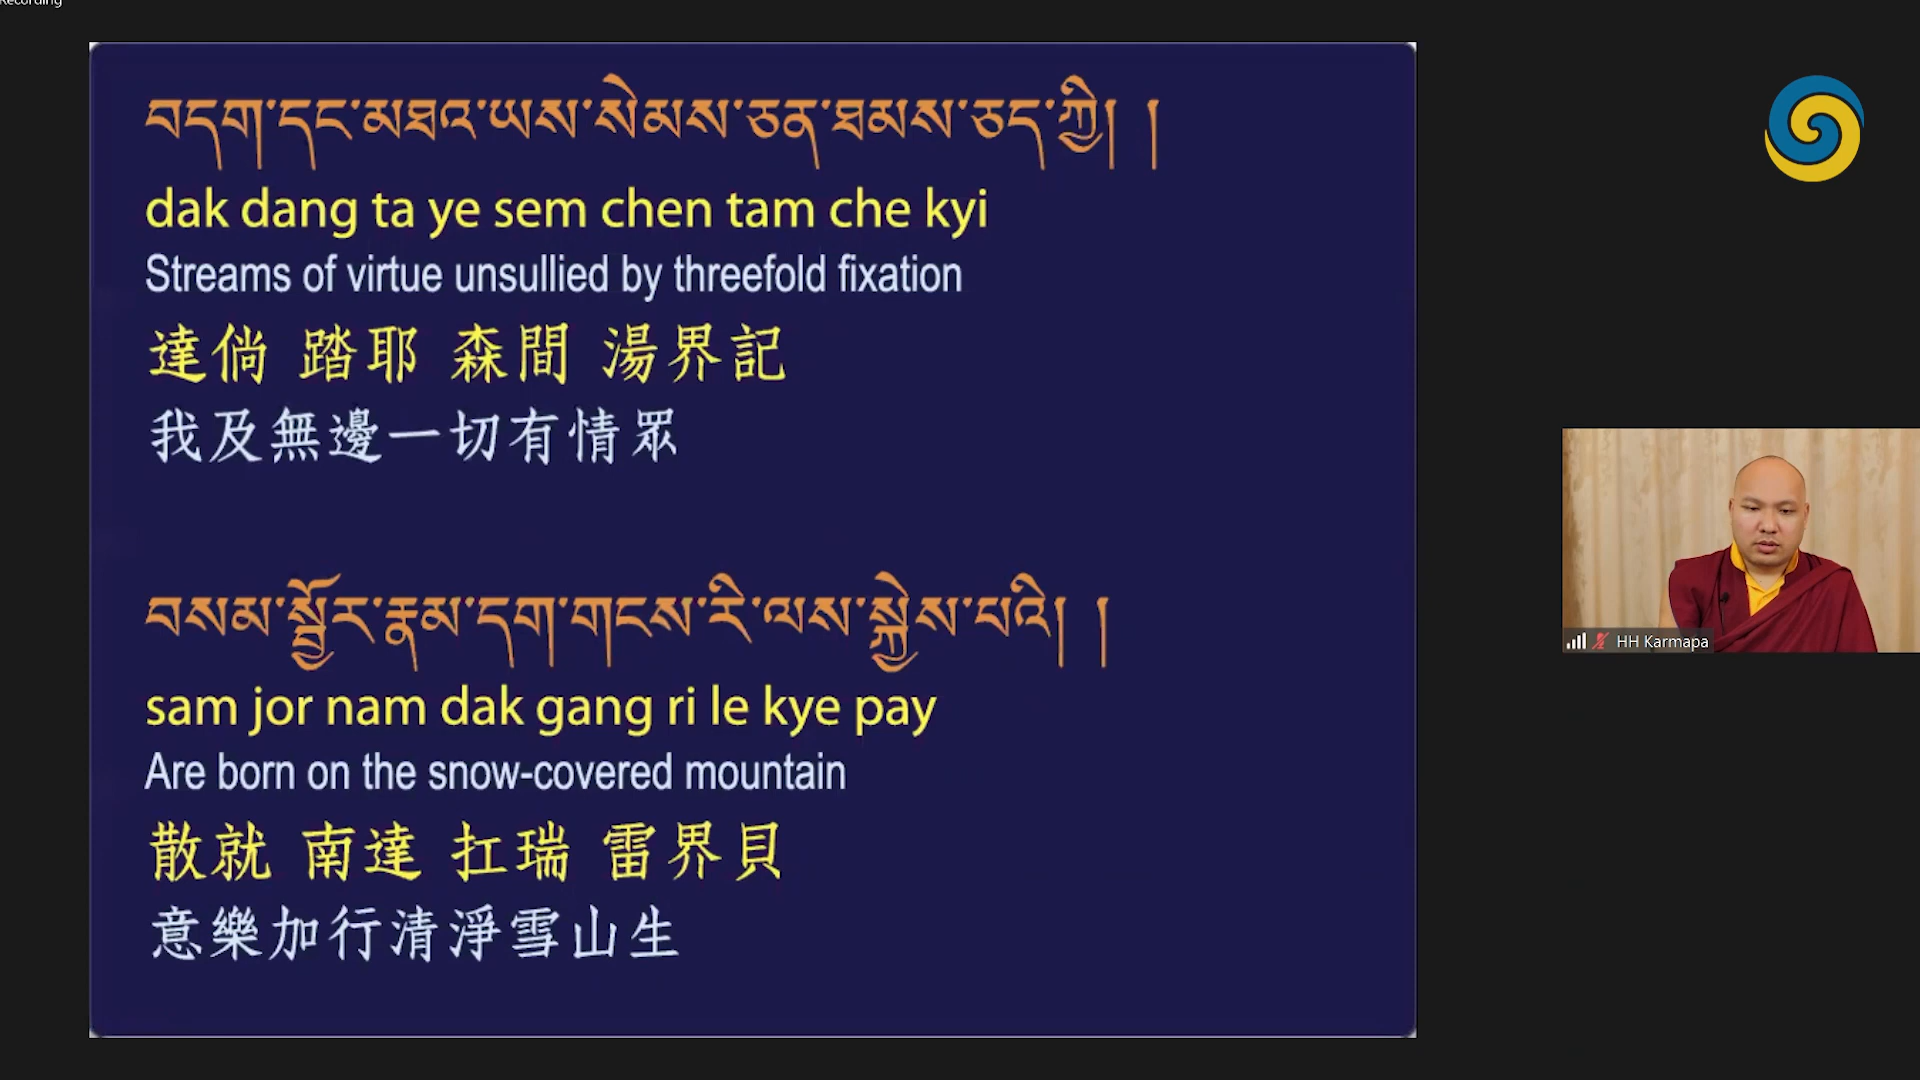 Recording
བདག་དང་མཐའ་ཡས་སེམས་ཅན་ཐམས་ཅད་ཀྱི། །
dak dang ta ye sem chen tam che kyi
Streams of virtue unsullied by threefold fixation
達倘 踏耶 森間 湯界記
我及無邊一切有情眾
བསམ་སྦྱོར་རྣམ་དག་གངས་རི་ལས་སྐྱེས་པའི། །
sam jor nam dak gang ri le kye pay
Are born on the snow-covered mountain
散就 南達 扛瑞 雷界貝
意樂加行清淨雪山生
HH Karmapa